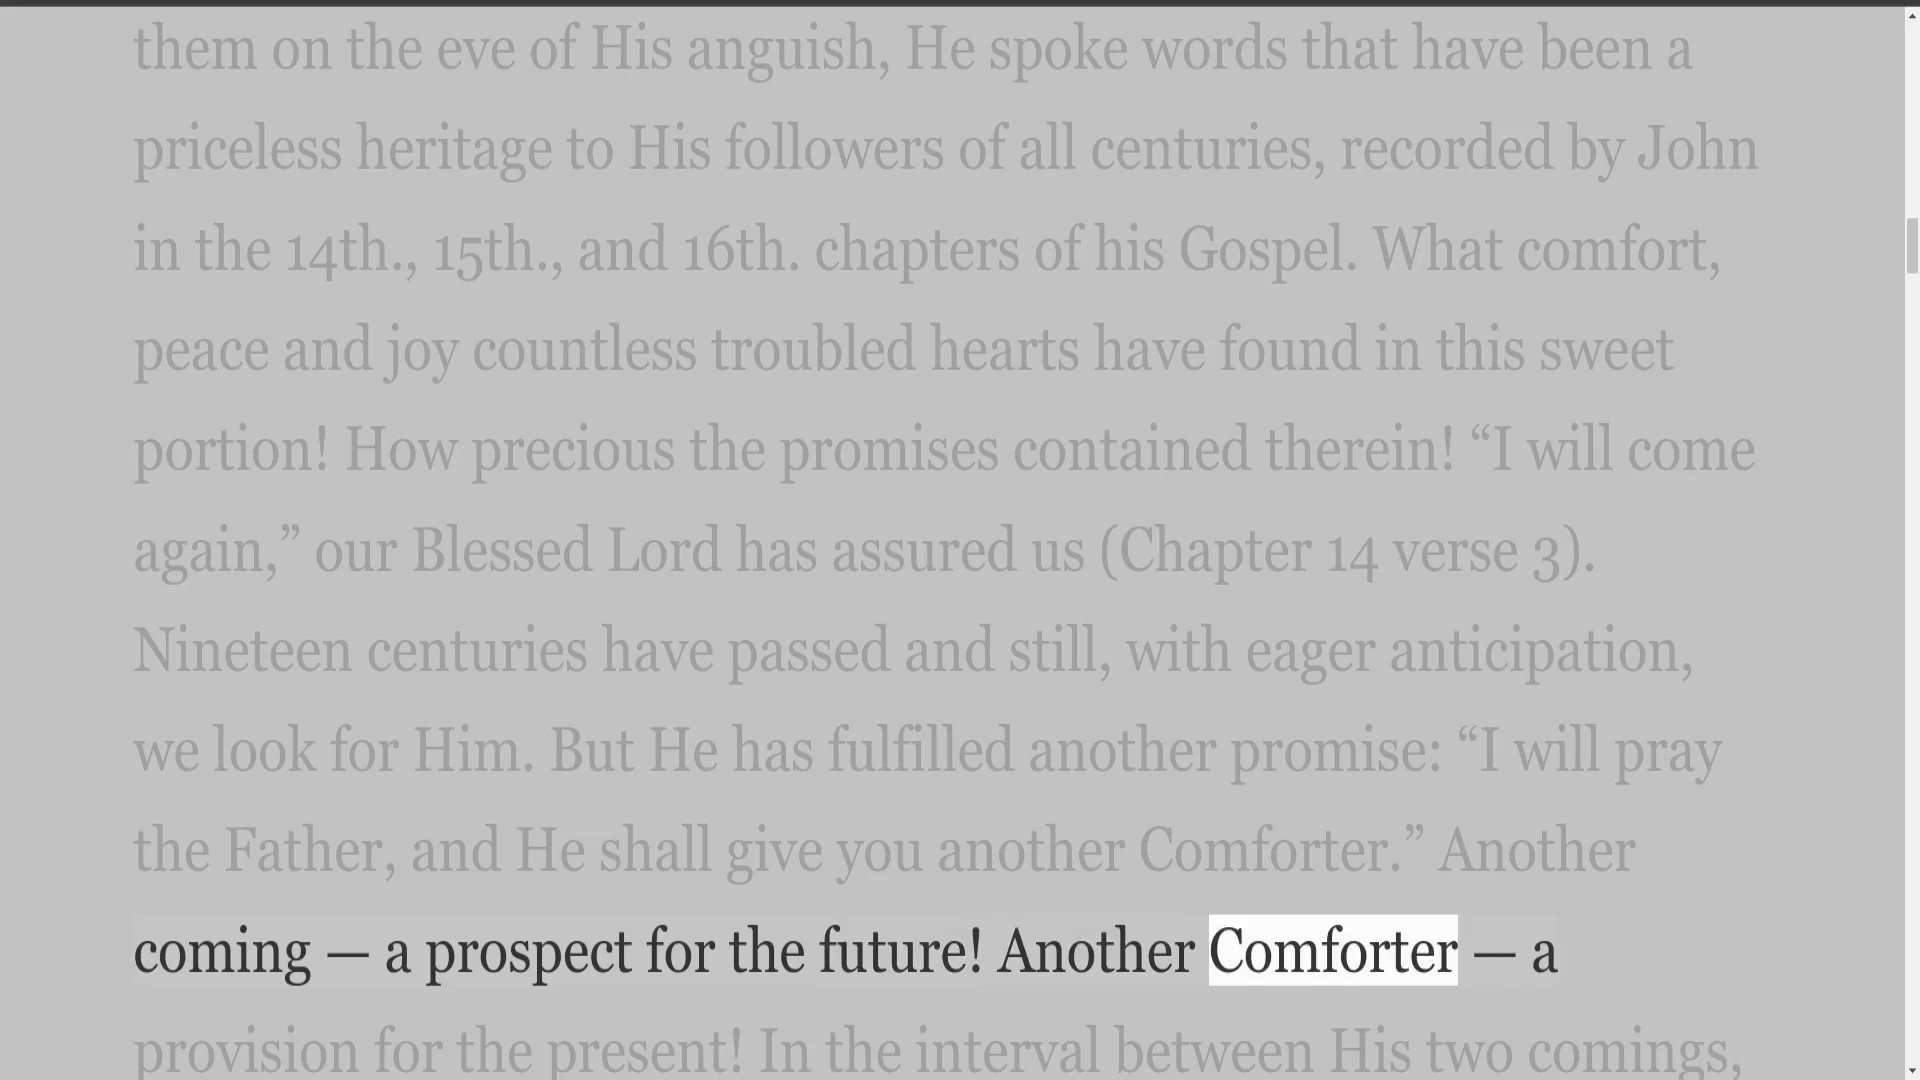 them on the eve of His anguish, He spoke words that have been a
priceless heritage to His followers of all centuries, recorded by John
in the 14th., 15th., and 16th. chapters of his Gospel. What comfort,
peace and joy countless troubled hearts have found in this sweet
portion! How precious the promises contained therein! “I will come
again,” our Blessed Lord has assured us (Chapter 14 verse 3).
Nineteen centuries have passed and still, with eager anticipation,
we look for Him. But He has fulfilled another promise: “I will pray
the Father, and He shall give you another Comforter.” Another
coming — a prospect for the future! Another Comforter — a
provision for the present! In the interval between His two comings,